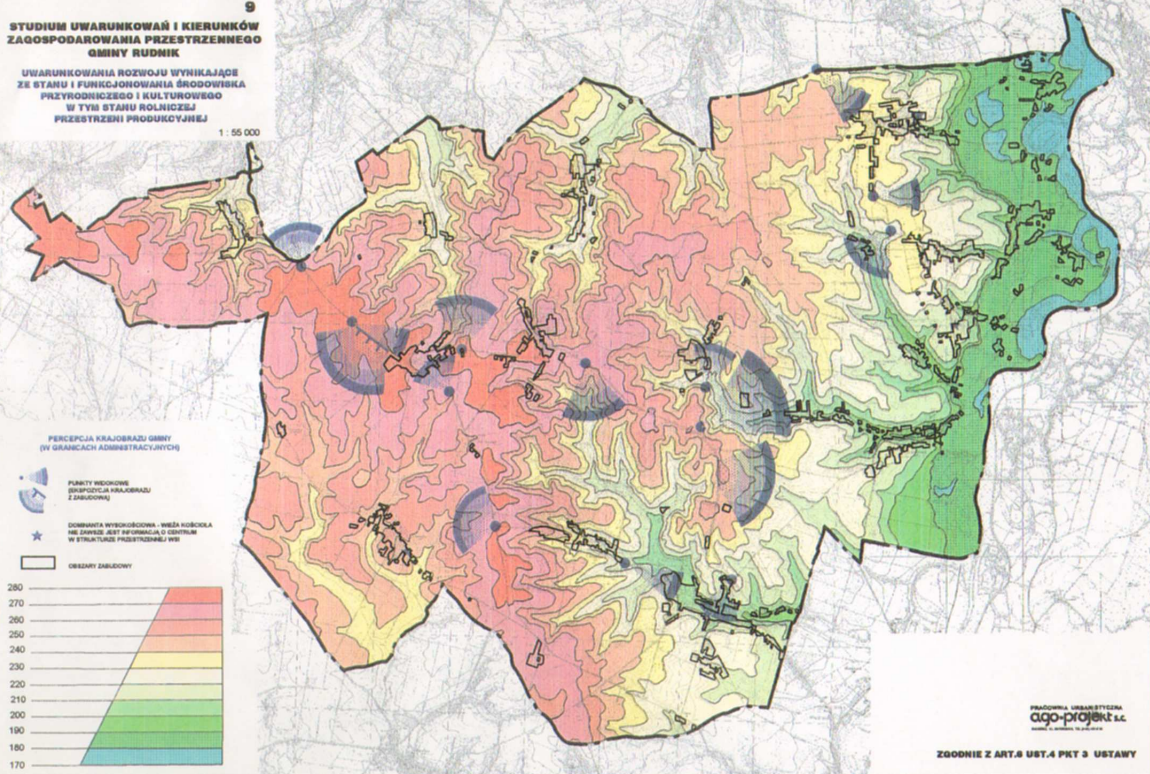 9
STUDIUM UWARUNKOWAŃ I KIERUNKÓW
ZAGOSPODAROWANIA PRZESTRZENNEGO
GMINY RUDNIK
UWARUNKOWANIA ROZWOJU WYNIKAJĄCE
ZE STANU I FUNKCJONOWANIA ŚRODOWISKA
PRZYRODNICZEGO I KULTUROWEGO
W TYM STANU ROLNICZEJ
PRZESTRZENI PRODUKCYJNEJ
1 : 55 000
PERCEPCJA KRAJOBRAZU GMINY
(W GRANICACH ADMINISTRACYJNYCH)
PUNKTY WIDOKOWE
(EKSPOZYCJA KRAJOBRAZU
Z ZABUDOWĄ)
DOMINANTA WYSOKOŚCIOWA - WIEŻA KOŚCIOŁA
NIE ZAWSZE JEST INFORMACJĄ O CENTRUM
W STRUKTURZE PRZESTRZENNEJ WSI
OBSZARY ZABUDOWY
280
270
260
250
240
230
220
210
200
190
180
170
PRACOWNIA URBANISTYCZNA
ago-projekt s.c.
ZGODNIE Z ART.6 UST.4 PKT 3 USTAWY